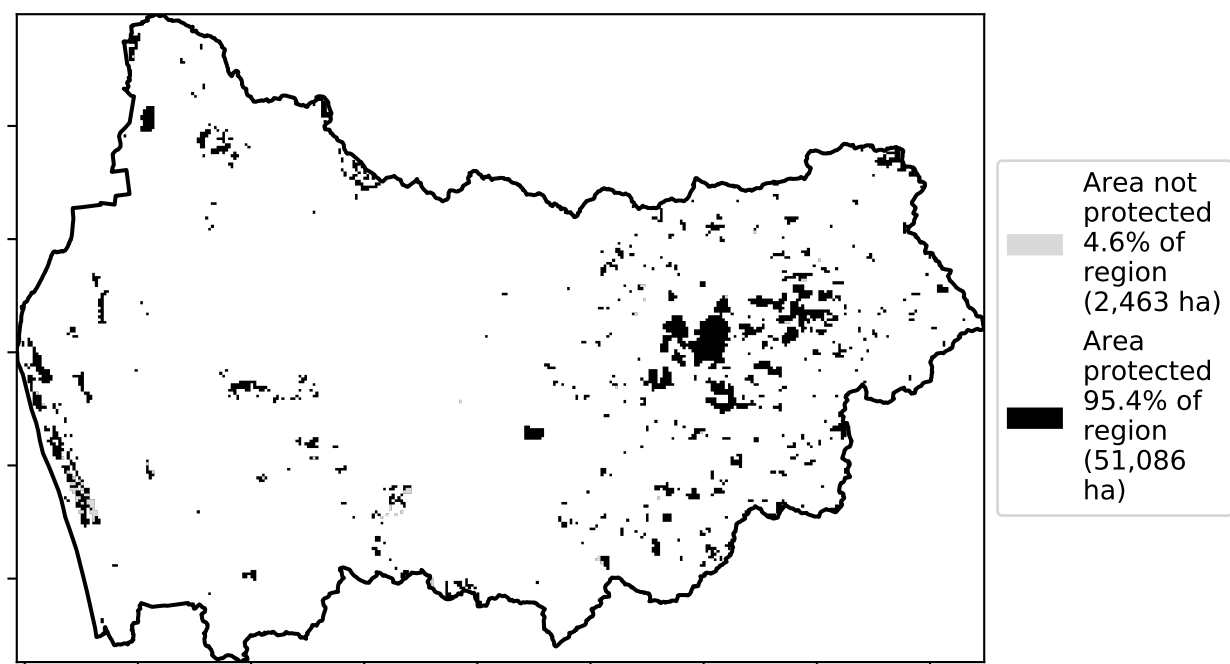 Area not
protected
4.6% of
region
(2,463 ha)
Area
protected
95.4% of
region
(51,086
ha)